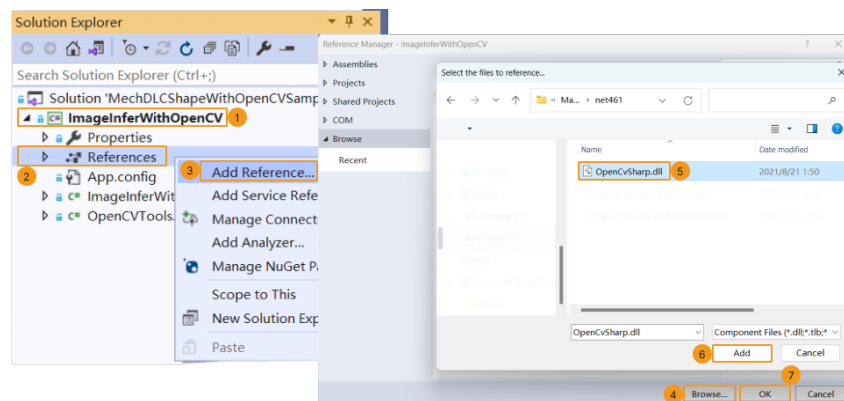 Solution Explorer
Search Solution Explorer (Ctrl+;)
Solution 'MechDLCShapeWithOpenCVSamp
ImageInferWithOpenCV 1
Properties
References
2 App.config
ImageInferWit
OpenCVTools.
3 Add Reference...
Add Service Refe
Manage Connect
Add Analyzer...
Manage NuGet Pa
Scope to This
New Solution Exp
Paste
Reference Manager - ImageInferWithOpenCV
Assemblies
Projects
Shared Projects
COM
Browse
Recent
Select the files to reference...
Ma... > net461
Name Date modified
OpenCvSharp.dll 5 2021/8/21 1:50
OpenCvSharp.dll Component Files (*.dll;*.tlb;*
6 Add Cancel
7
4 Browse... OK Cancel